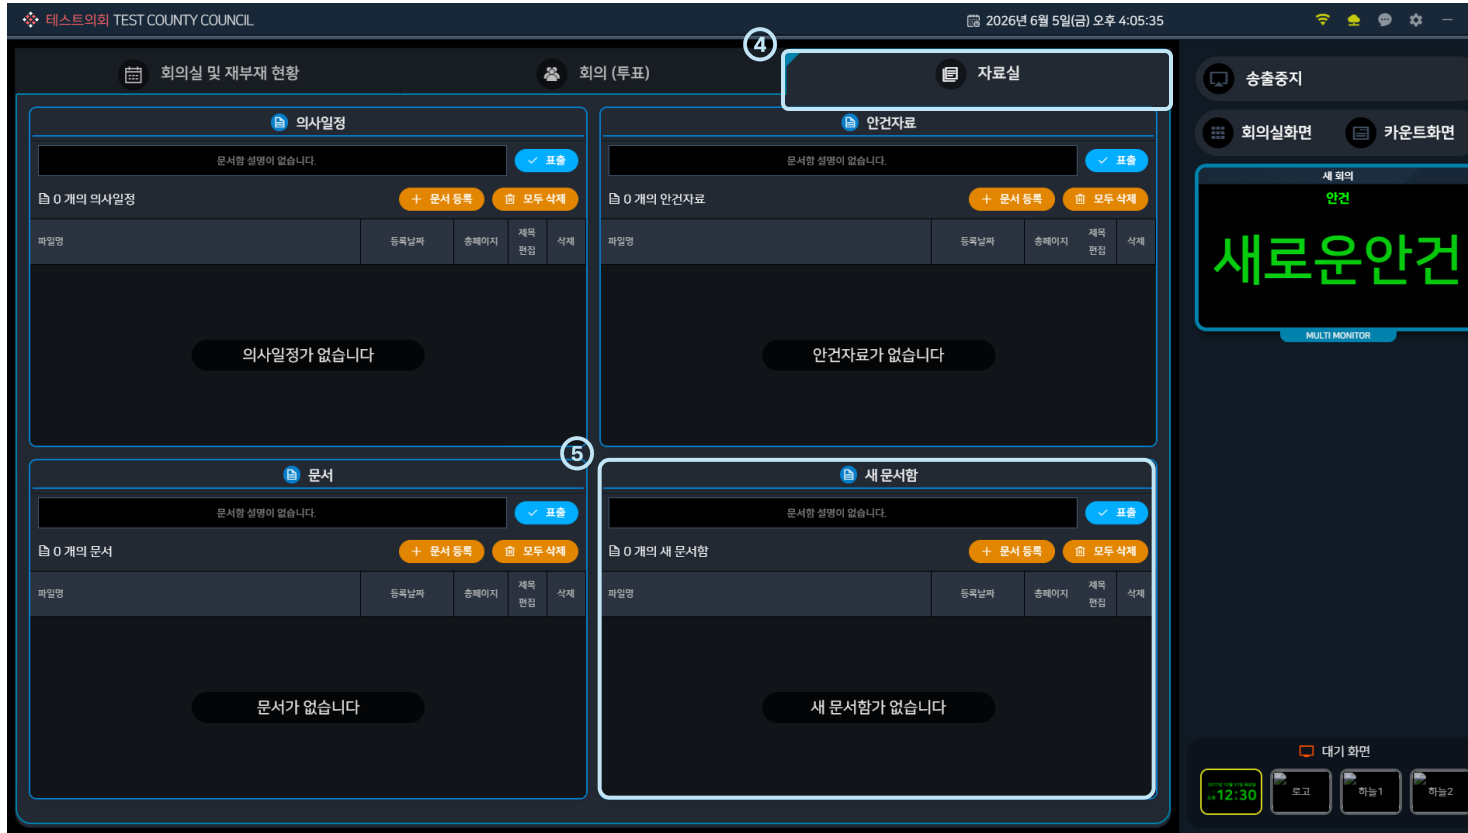 테스트의회 TEST COUNTY COUNCIL
2026년 6월 5일(금) 오후 4:05:35
④
회의실 및 재부재 현황
회의 (투표)
자료실
송출중지
회의실화면
카운트화면
새 회의
안건
새로운안건
MULTI MONITOR
의사일정
문서함 설명이 없습니다.
표출
0 개의 의사일정
문서 등록
모두 삭제
파일명 등록날짜 총페이지 제목 편집 삭제
의사일정가 없습니다
안건자료
문서함 설명이 없습니다.
표출
0 개의 안건자료
문서 등록
모두 삭제
파일명 등록날짜 총페이지 제목 편집 삭제
안건자료가 없습니다
문서
문서함 설명이 없습니다.
표출
0 개의 문서
문서 등록
모두 삭제
파일명 등록날짜 총페이지 제목 편집 삭제
문서가 없습니다
⑤
새 문서함
문서함 설명이 없습니다.
표출
0 개의 새 문서함
문서 등록
모두 삭제
파일명 등록날짜 총페이지 제목 편집 삭제
새 문서함가 없습니다
대기 화면
12:30
로고
하늘1
하늘2